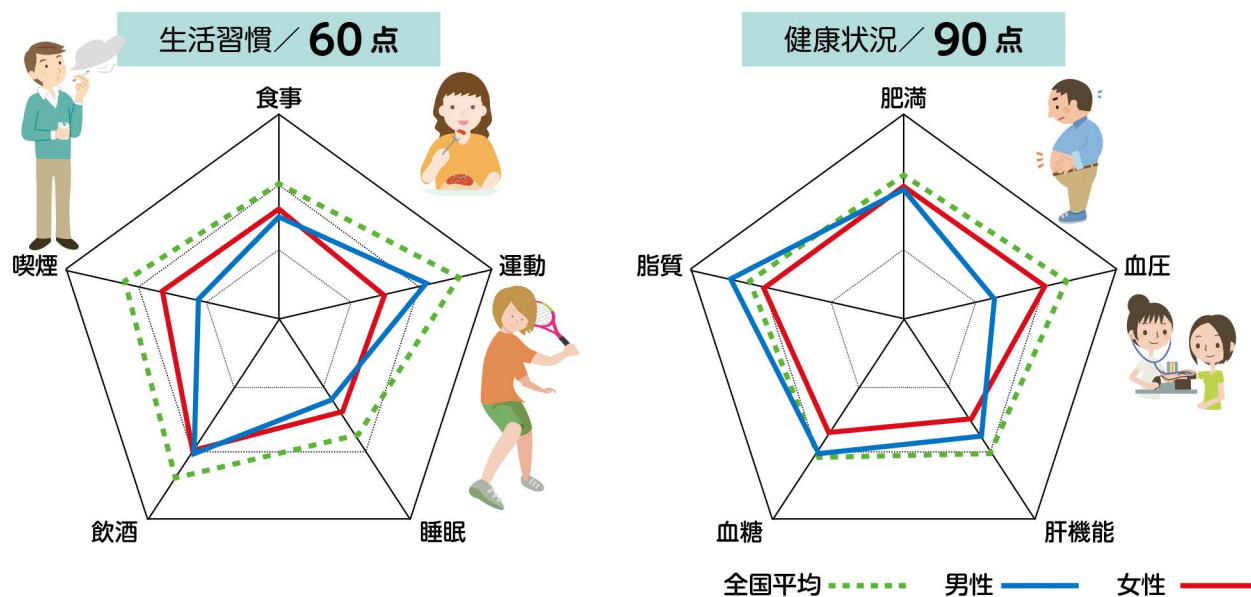 生活習慣／60点
食事
運動
睡眠
飲酒
喫煙
健康状況／90点
肥満
血圧
肝機能
血糖
脂質
全国平均 男性 女性